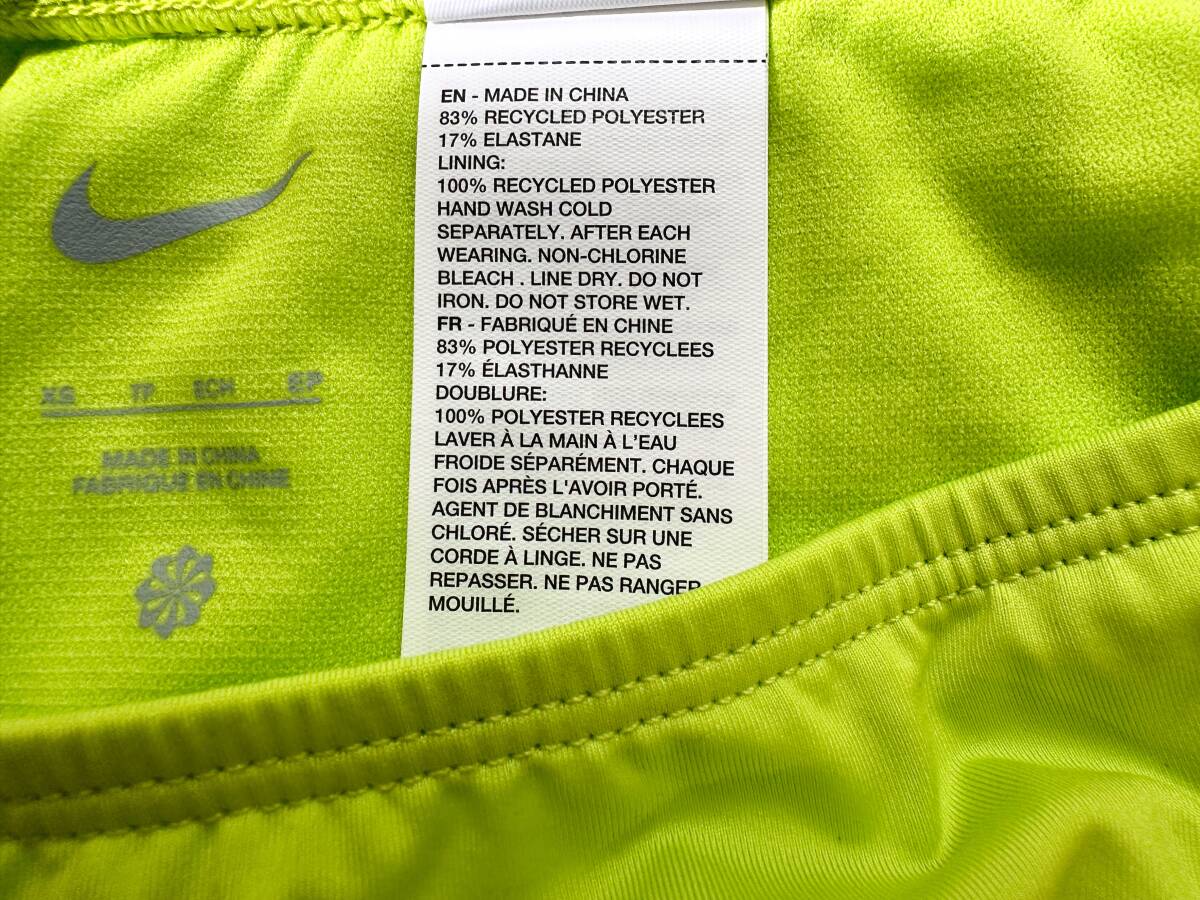 EN - MADE IN CHINA
83% RECYCLED POLYESTER
17% ELASTANE
LINING:
100% RECYCLED POLYESTER
HAND WASH COLD
SEPARATELY. AFTER EACH
WEARING. NON-CHLORINE
BLEACH . LINE DRY. DO NOT
IRON. DO NOT STORE WET.
FR - FABRIQUÉ EN CHINE
83% POLYESTER RECYCLEES
17% ÉLASTHANNE
DOUBLURE:
100% POLYESTER RECYCLEES
LAVER À LA MAIN À L'EAU
FROIDE SÉPARÉMENT. CHAQUE
FOIS APRÈS L'AVOIR PORTÉ.
AGENT DE BLANCHIMENT SANS
CHLORÉ. SÉCHER SUR UNE
CORDE À LINGE. NE PAS
REPASSER. NE PAS RANGER
MOUILLÉ.
TP ECH EP
MADE IN CHINA
FABRIQUE EN CHINE